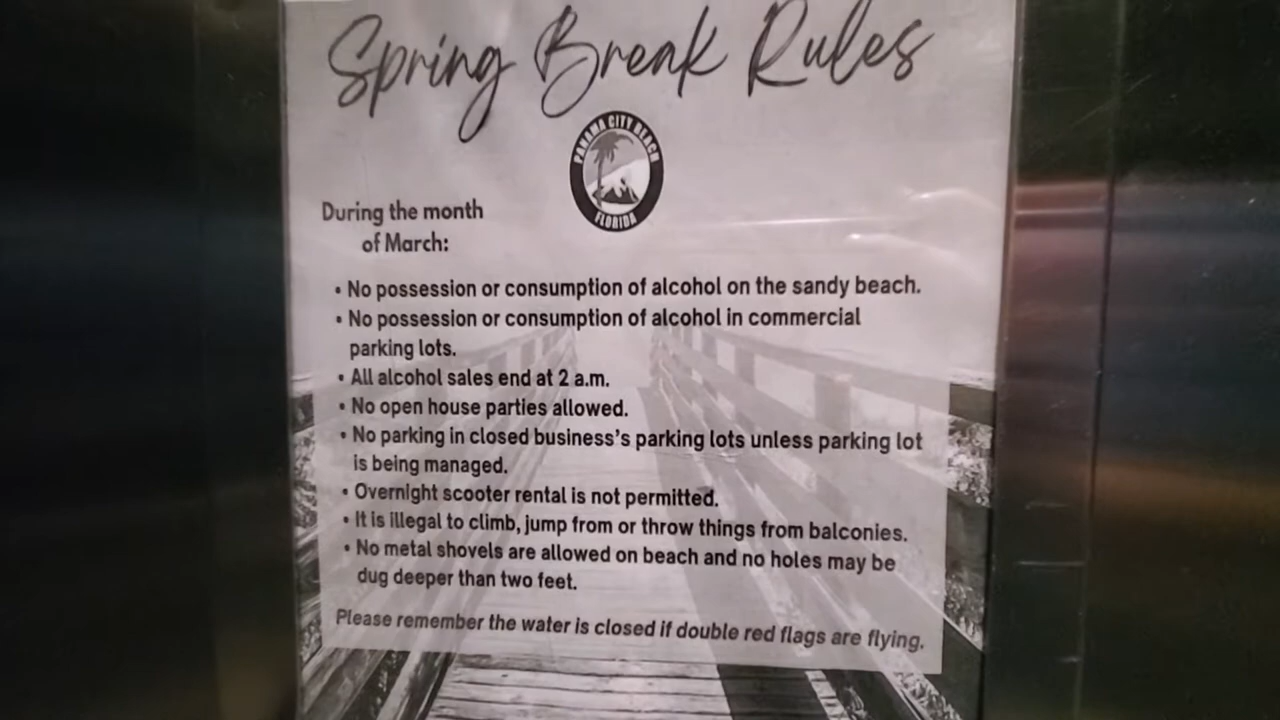 Spring Break Rules
PANAMA CITY BEACH
FLORIDA
During the month
of March:
• No possession or consumption of alcohol on the sandy beach.
• No possession or consumption of alcohol in commercial
parking lots.
• All alcohol sales end at 2 a.m.
• No open house parties allowed.
• No parking in closed business's parking lots unless parking lot
is being managed.
• Overnight scooter rental is not permitted.
• It is illegal to climb, jump from or throw things from balconies.
• No metal shovels are allowed on beach and no holes may be
dug deeper than two feet.
Please remember the water is closed if double red flags are flying.